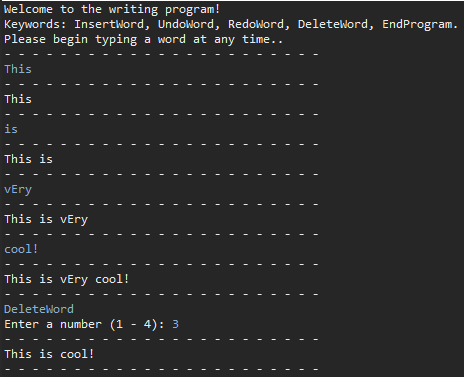 Welcome to the writing program!
Keywords: InsertWord, UndoWord, RedoWord, DeleteWord, EndProgram.
Please begin typing a word at any time..
- - - - - - - - - - - - - - - - - - - - - - -
This
- - - - - - - - - - - - - - - - - - - - - - -
This
- - - - - - - - - - - - - - - - - - - - - - -
is
- - - - - - - - - - - - - - - - - - - - - - -
This is
- - - - - - - - - - - - - - - - - - - - - - -
vEry
- - - - - - - - - - - - - - - - - - - - - - -
This is vEry
- - - - - - - - - - - - - - - - - - - - - - -
cool!
- - - - - - - - - - - - - - - - - - - - - - -
This is vEry cool!
- - - - - - - - - - - - - - - - - - - - - - -
DeleteWord
Enter a number (1 - 4): 3
- - - - - - - - - - - - - - - - - - - - - - -
This is cool!
- - - - - - - - - - - - - - - - - - - - - - -